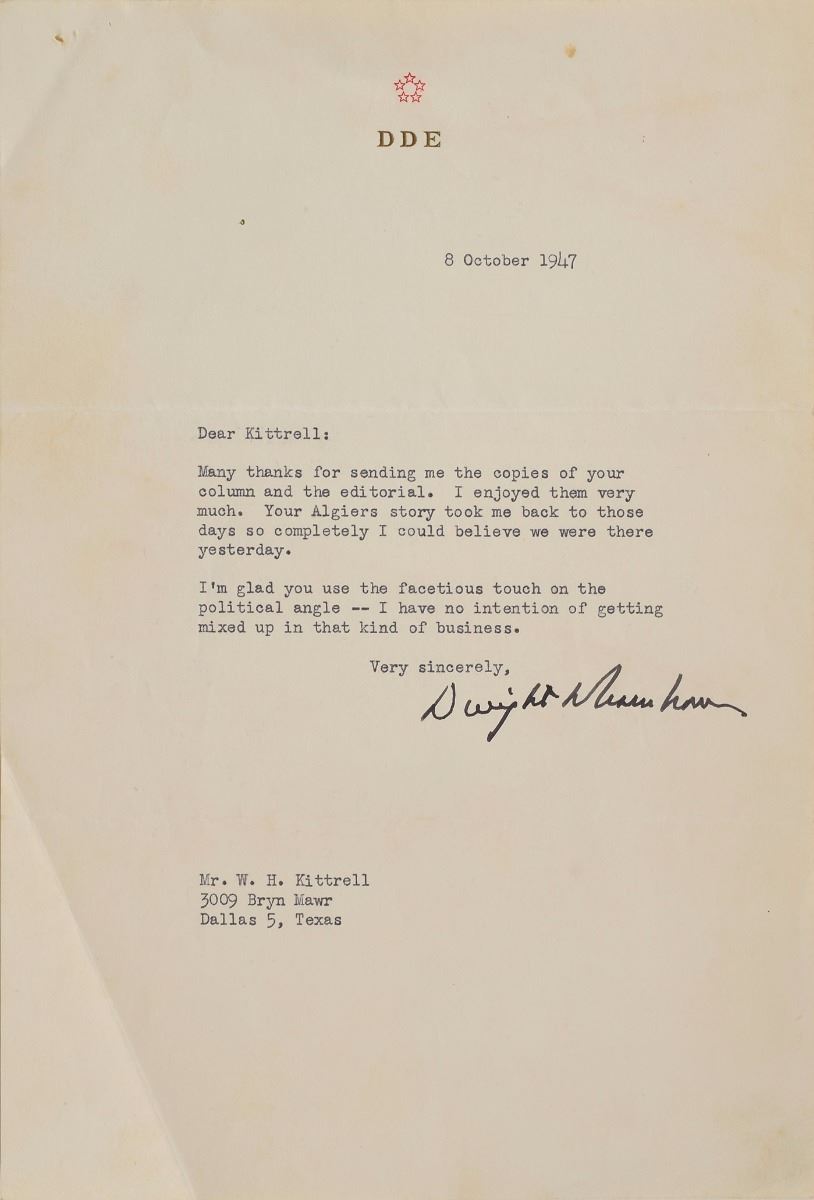 DDE
8 October 1947
Dear Kittrell:
Many thanks for sending me the copies of your
column and the editorial.  I enjoyed them very
much.  Your Algiers story took me back to those
days so completely I could believe we were there
yesterday.
I'm glad you use the facetious touch on the
political angle -- I have no intention of getting
mixed up in that kind of business.
Very sincerely,
Dwight Eisenhower
Mr. W. H. Kittrell
3009 Bryn Mawr
Dallas 5, Texas